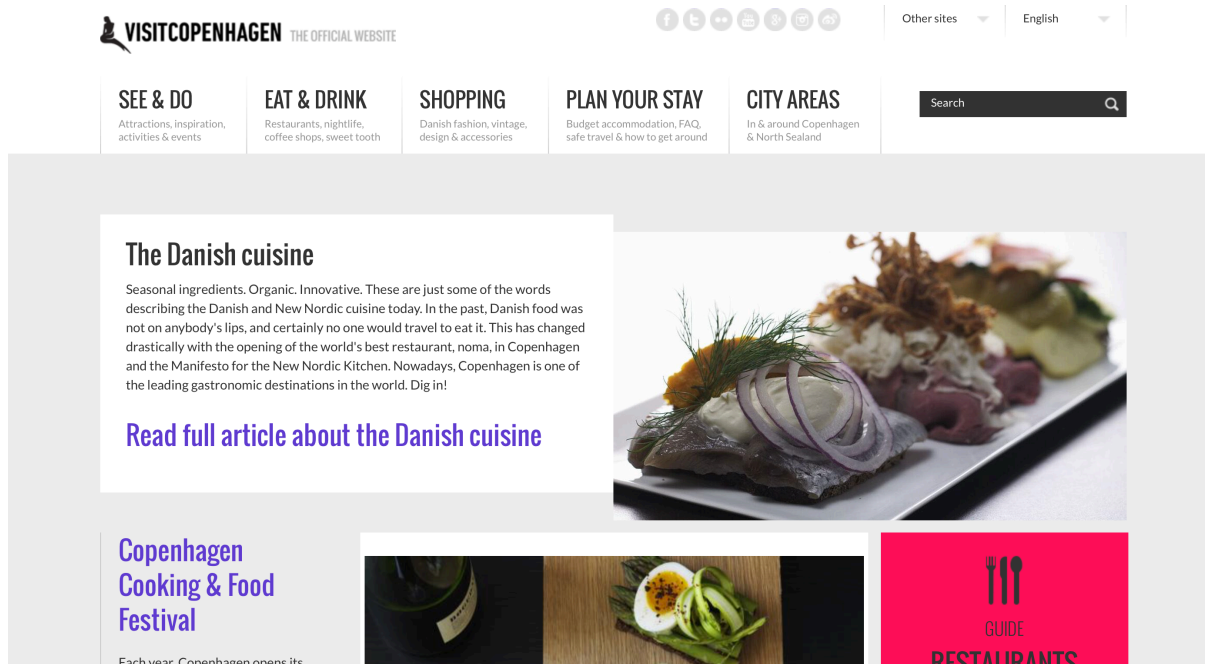 VISITCOPENHAGEN THE OFFICIAL WEBSITE
Other sites
English
SEE & DO
Attractions, inspiration,
activities & events
EAT & DRINK
Restaurants, nightlife,
coffee shops, sweet tooth
SHOPPING
Danish fashion, vintage,
design & accessories
PLAN YOUR STAY
Budget accommodation, FAQ,
safe travel & how to get around
CITY AREAS
In & around Copenhagen
& North Sealand
Search
The Danish cuisine
Seasonal ingredients. Organic. Innovative. These are just some of the words
describing the Danish and New Nordic cuisine today. In the past, Danish food was
not on anybody's lips, and certainly no one would travel to eat it. This has changed
drastically with the opening of the world's best restaurant, noma, in Copenhagen
and the Manifesto for the New Nordic Kitchen. Nowadays, Copenhagen is one of
the leading gastronomic destinations in the world. Dig in!
Read full article about the Danish cuisine
Copenhagen
Cooking & Food
Festival
Each year, Copenhagen opens its
GUIDE
RESTAURANTS